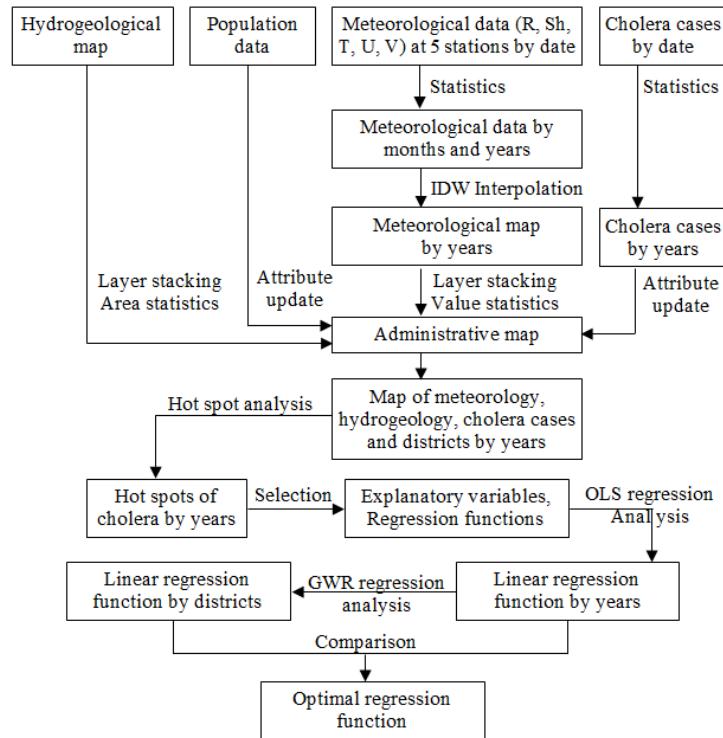 Hydrogeological
map
Population
data
Meteorological data (R, Sh,
T, U, V) at 5 stations by date
Cholera cases
by date
Statistics
Statistics
Meteorological data by
months and years
IDW Interpolation
Meteorological map
by years
Cholera cases
by years
Layer stacking
Area statistics
Attribute
update
Layer stacking
Value statistics
Attribute
update
Administrative map
Hot spot analysis
Map of meteorology,
hydrogeology, cholera cases
and districts by years
Hot spots of
cholera by years
Selection
Explanatory variables,
Regression functions
OLS regression
Analysis
Linear regression
function by districts
GWR regression
analysis
Linear regression
function by years
Comparison
Optimal regression
function